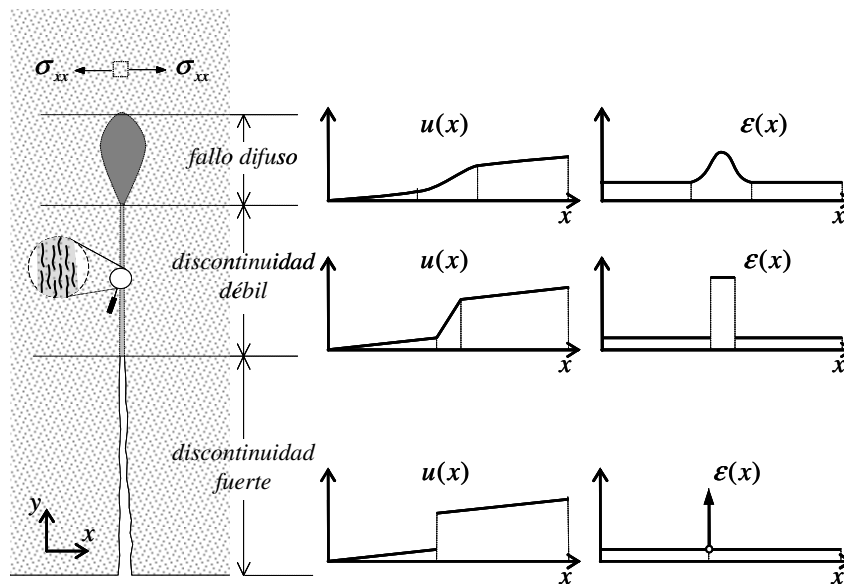 σxx σxx
fallo difuso
u(x)
x
ε(x)
x
discontinuidad
débil
u(x)
x
ε(x)
x
discontinuidad
fuerte
u(x)
x
ε(x)
x
y
x